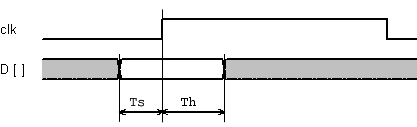 clk
D [ ]
Ts Th